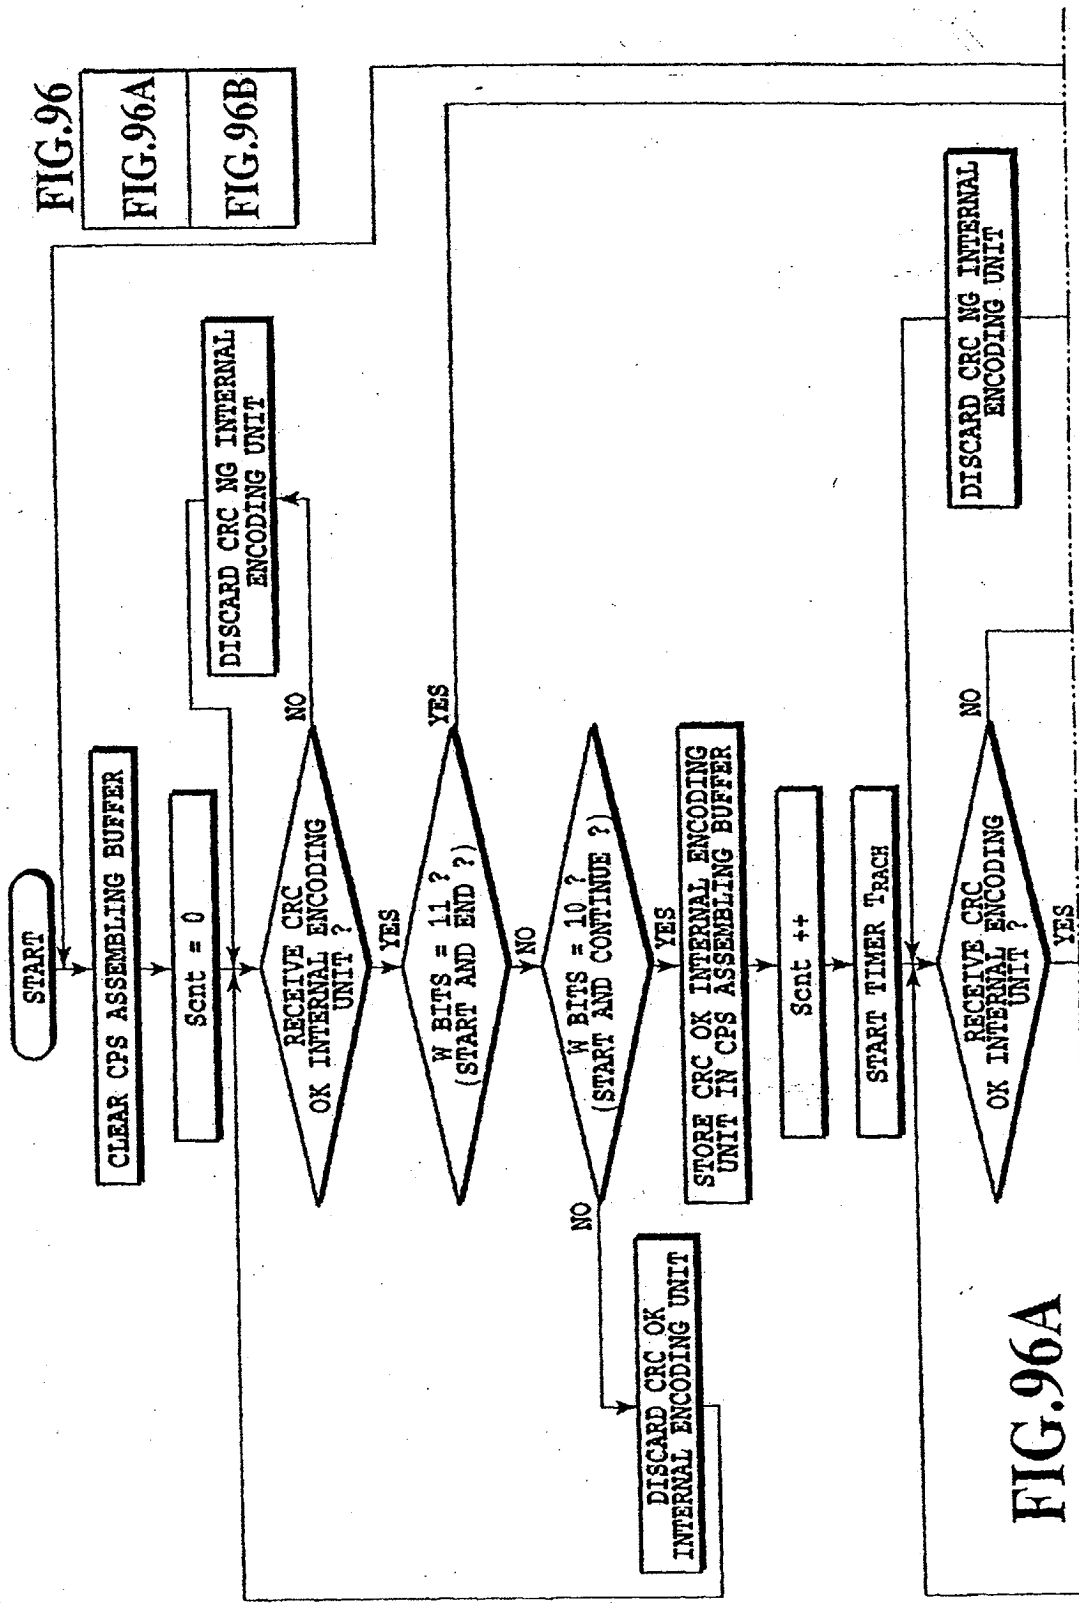 FIG.96
FIG.96A
FIG.96B
START
CLEAR CPS ASSEMBLING BUFFER
Scnt = 0
RECEIVE CRC
OK INTERNAL ENCODING
UNIT ?
NO
YES
DISCARD CRC NG INTERNAL
ENCODING UNIT
W BITS = 11 ?
(START AND END ?)
YES
NO
W BITS = 10 ?
(START AND CONTINUE ?)
NO
YES
DISCARD CRC OK
INTERNAL ENCODING UNIT
STORE CRC OK INTERNAL ENCODING
UNIT IN CPS ASSEMBLING BUFFER
Scnt ++
START TIMER TRACH
RECEIVE CRC
OK INTERNAL ENCODING
UNIT ?
NO
YES
DISCARD CRC NG INTERNAL
ENCODING UNIT
FIG.96A